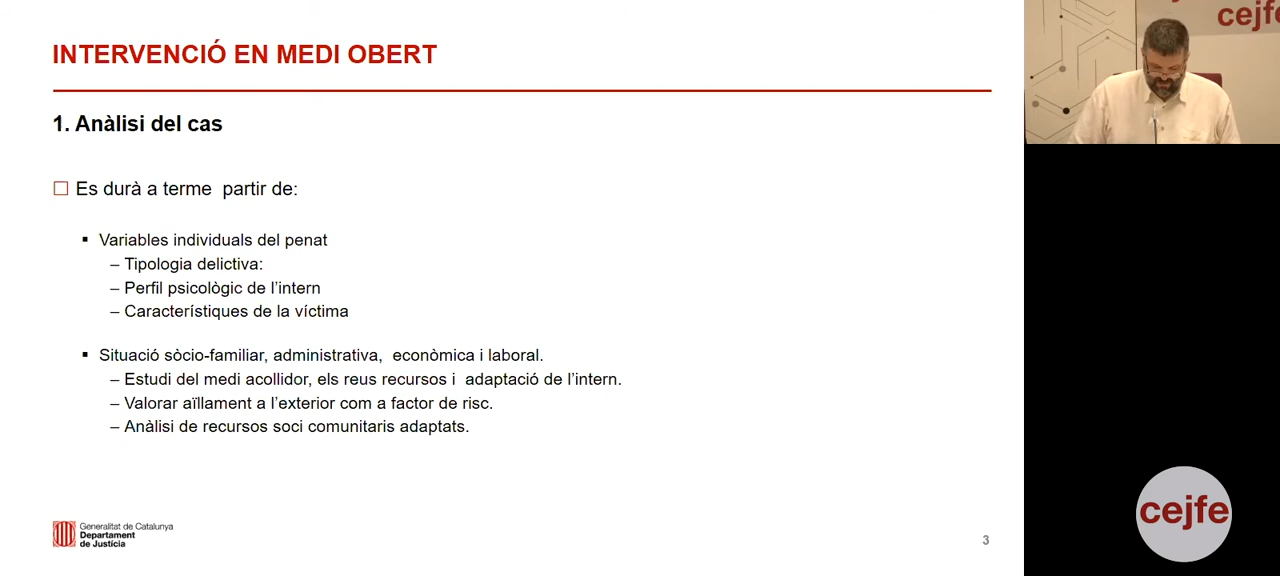 INTERVENCIÓ EN MEDI OBERT
1. Anàlisi del cas
Es durà a terme partir de:
Variables individuals del penat
– Tipologia delictiva:
– Perfil psicològic de l’intern
– Característiques de la víctima
Situació sòcio-familiar, administrativa, econòmica i laboral.
– Estudi del medi acollidor, els reus recursos i adaptació de l’intern.
– Valorar aïllament a l’exterior com a factor de risc.
– Anàlisi de recursos soci comunitaris adaptats.
Generalitat de Catalunya
Departament
de Justícia
3
cejfe
cejfe